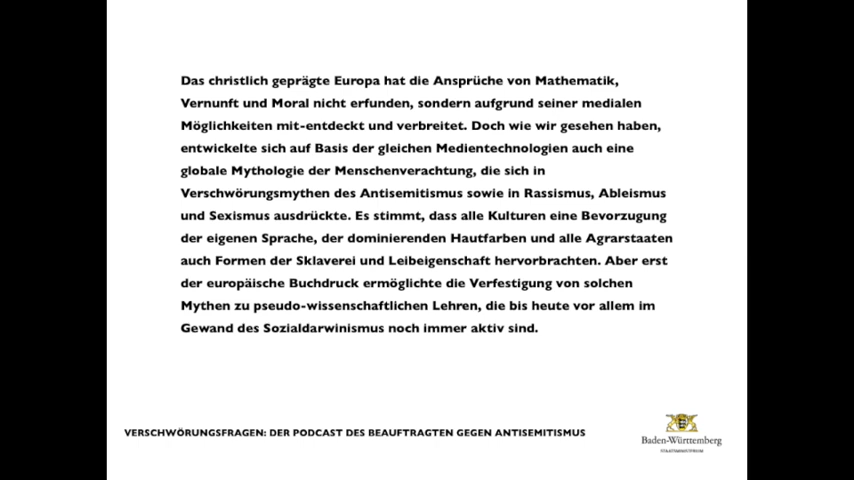 Das christlich geprägte Europa hat die Ansprüche von Mathematik,
Vernunft und Moral nicht erfunden, sondern aufgrund seiner medialen
Möglichkeiten mit-entdeckt und verbreitet. Doch wie wir gesehen haben,
entwickelte sich auf Basis der gleichen Medientechnologien auch eine
globale Mythologie der Menschenverachtung, die sich in
Verschwörungsmythen des Antisemitismus sowie in Rassismus, Ableismus
und Sexismus ausdrückte. Es stimmt, dass alle Kulturen eine Bevorzugung
der eigenen Sprache, der dominierenden Hautfarben und alle Agrarstaaten
auch Formen der Sklaverei und Leibeigenschaft hervorbrachten. Aber erst
der europäische Buchdruck ermöglichte die Verfestigung von solchen
Mythen zu pseudo-wissenschaftlichen Lehren, die bis heute vor allem im
Gewand des Sozialdarwinismus noch immer aktiv sind.
VERSCHWÖRUNGSFRAGEN: DER PODCAST DES BEAUFTRAGTEN GEGEN ANTISEMITISMUS
Baden-Württemberg
STAATSMINISTERIUM